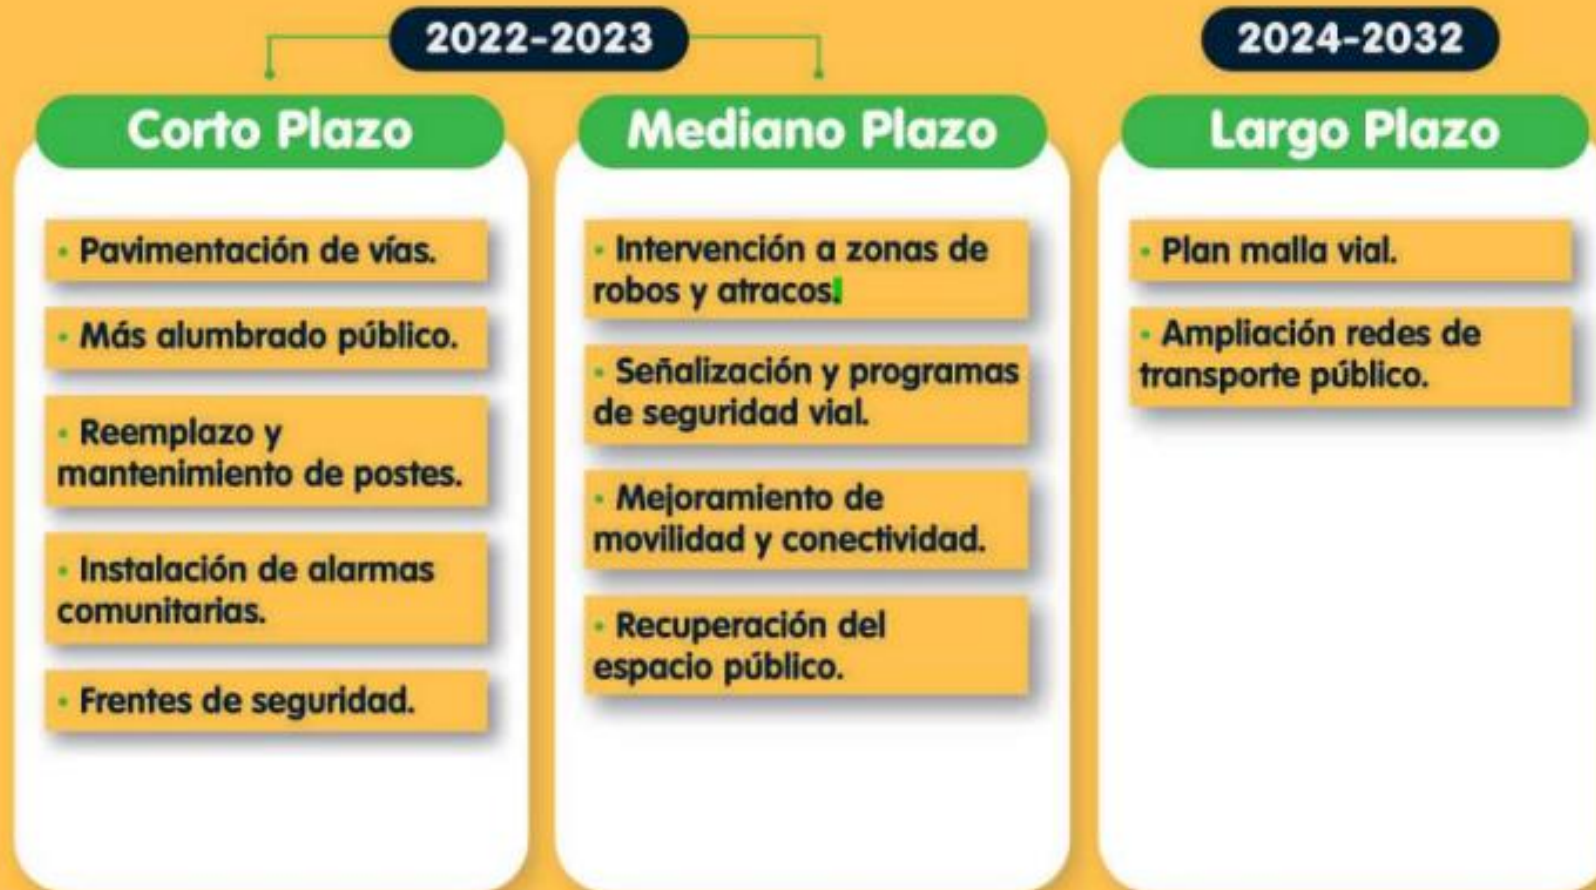 2022-2023
2024-2032
Corto Plazo
• Pavimentación de vías.
• Más alumbrado público.
• Reemplazo y
mantenimiento de postes.
• Instalación de alarmas
comunitarias.
• Frentes de seguridad.
Mediano Plazo
• Intervención a zonas de
robos y atracos.
• Señalización y programas
de seguridad vial.
• Mejoramiento de
movilidad y conectividad.
• Recuperación del
espacio público.
Largo Plazo
• Plan malla vial.
• Ampliación redes de
transporte público.